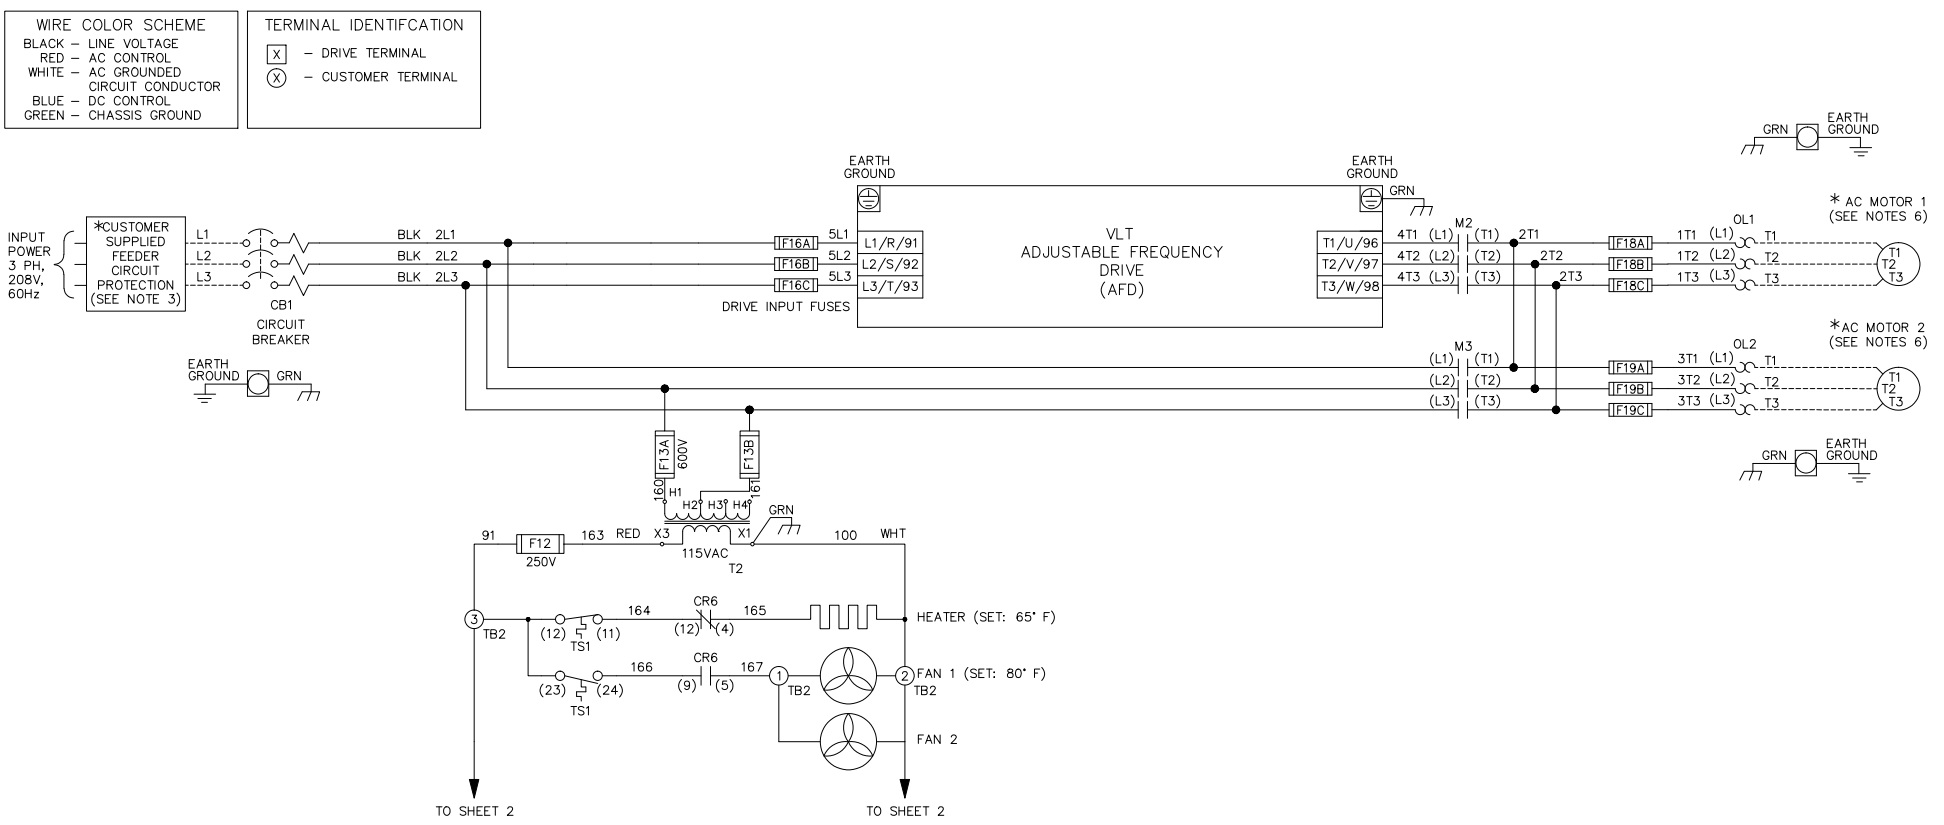 WIRE COLOR SCHEME
BLACK – LINE VOLTAGE
RED – AC CONTROL
WHITE – AC GROUNDED
CIRCUIT CONDUCTOR
BLUE – DC CONTROL
GREEN – CHASSIS GROUND
TERMINAL IDENTIFCATION
X – DRIVE TERMINAL
X – CUSTOMER TERMINAL
INPUT
POWER
3 PH,
208V,
60Hz
*CUSTOMER
SUPPLIED
FEEDER
CIRCUIT
PROTECTION
(SEE NOTE 3)
L1
L2
L3
CB1
CIRCUIT
BREAKER
BLK 2L1
BLK 2L2
BLK 2L3
F16A 5L1
F16B 5L2
F16C 5L3
DRIVE INPUT FUSES
EARTH
GROUND
L1/R/91
L2/S/92
L3/T/93
VLT
ADJUSTABLE FREQUENCY
DRIVE
(AFD)
EARTH
GROUND
GRN
T1/U/96
T2/V/97
T3/W/98
M2
4T1 (L1) (T1) 2T1
4T2 (L2) (T2) 2T2
4T3 (L3) (T3) 2T3
F18A
F18B
F18C
OL1
1T1 (L1) T1
1T2 (L2) T2
1T3 (L3) T3
GRN
EARTH
GROUND
* AC MOTOR 1
(SEE NOTES 6)
T1
T2
T3
M3
(L1) (T1)
(L2) (T2)
(L3) (T3)
F19A
F19B
F19C
OL2
3T1 (L1) T1
3T2 (L2) T2
3T3 (L3) T3
*AC MOTOR 2
(SEE NOTES 6)
T1
T2
T3
GRN
EARTH
GROUND
EARTH
GROUND
GRN
F13A
600V
F13B
160
161
H1
H2 H3 H4
GRN
91
F12
250V
163 RED X3
X1
115VAC
T2
100 WHT
3
TB2
(12) (11)
TS1
164
CR6
(12) (4)
165
HEATER (SET: 65° F)
(23) (24)
TS1
166
CR6
(9) (5)
167
1
TB2
2
TB2
FAN 1 (SET: 80° F)
FAN 2
TO SHEET 2
TO SHEET 2